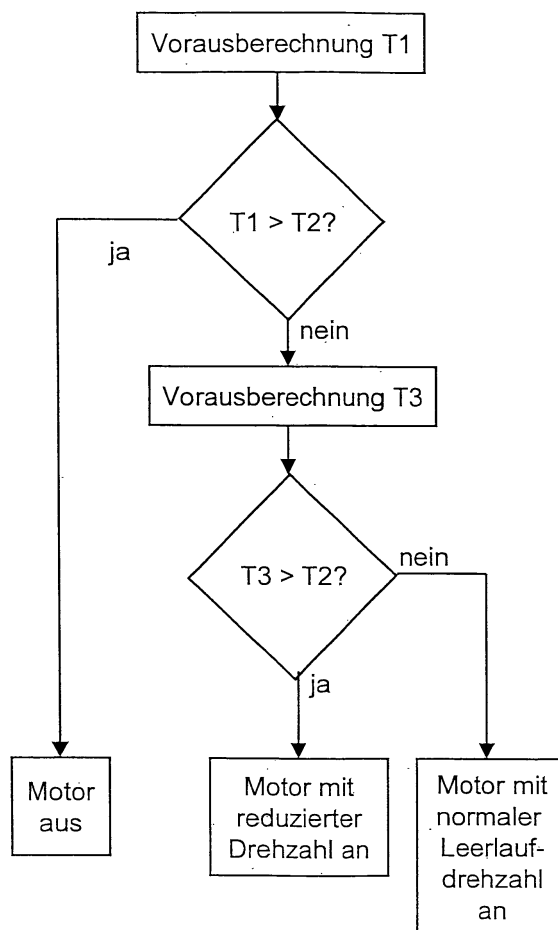 Vorausberechnung T1
T1 > T2?
ja
nein
Vorausberechnung T3
T3 > T2?
nein
ja
Motor
aus
Motor mit
reduzierter
Drehzahl an
Motor mit
normaler
Leerlauf-
drehzahl
an